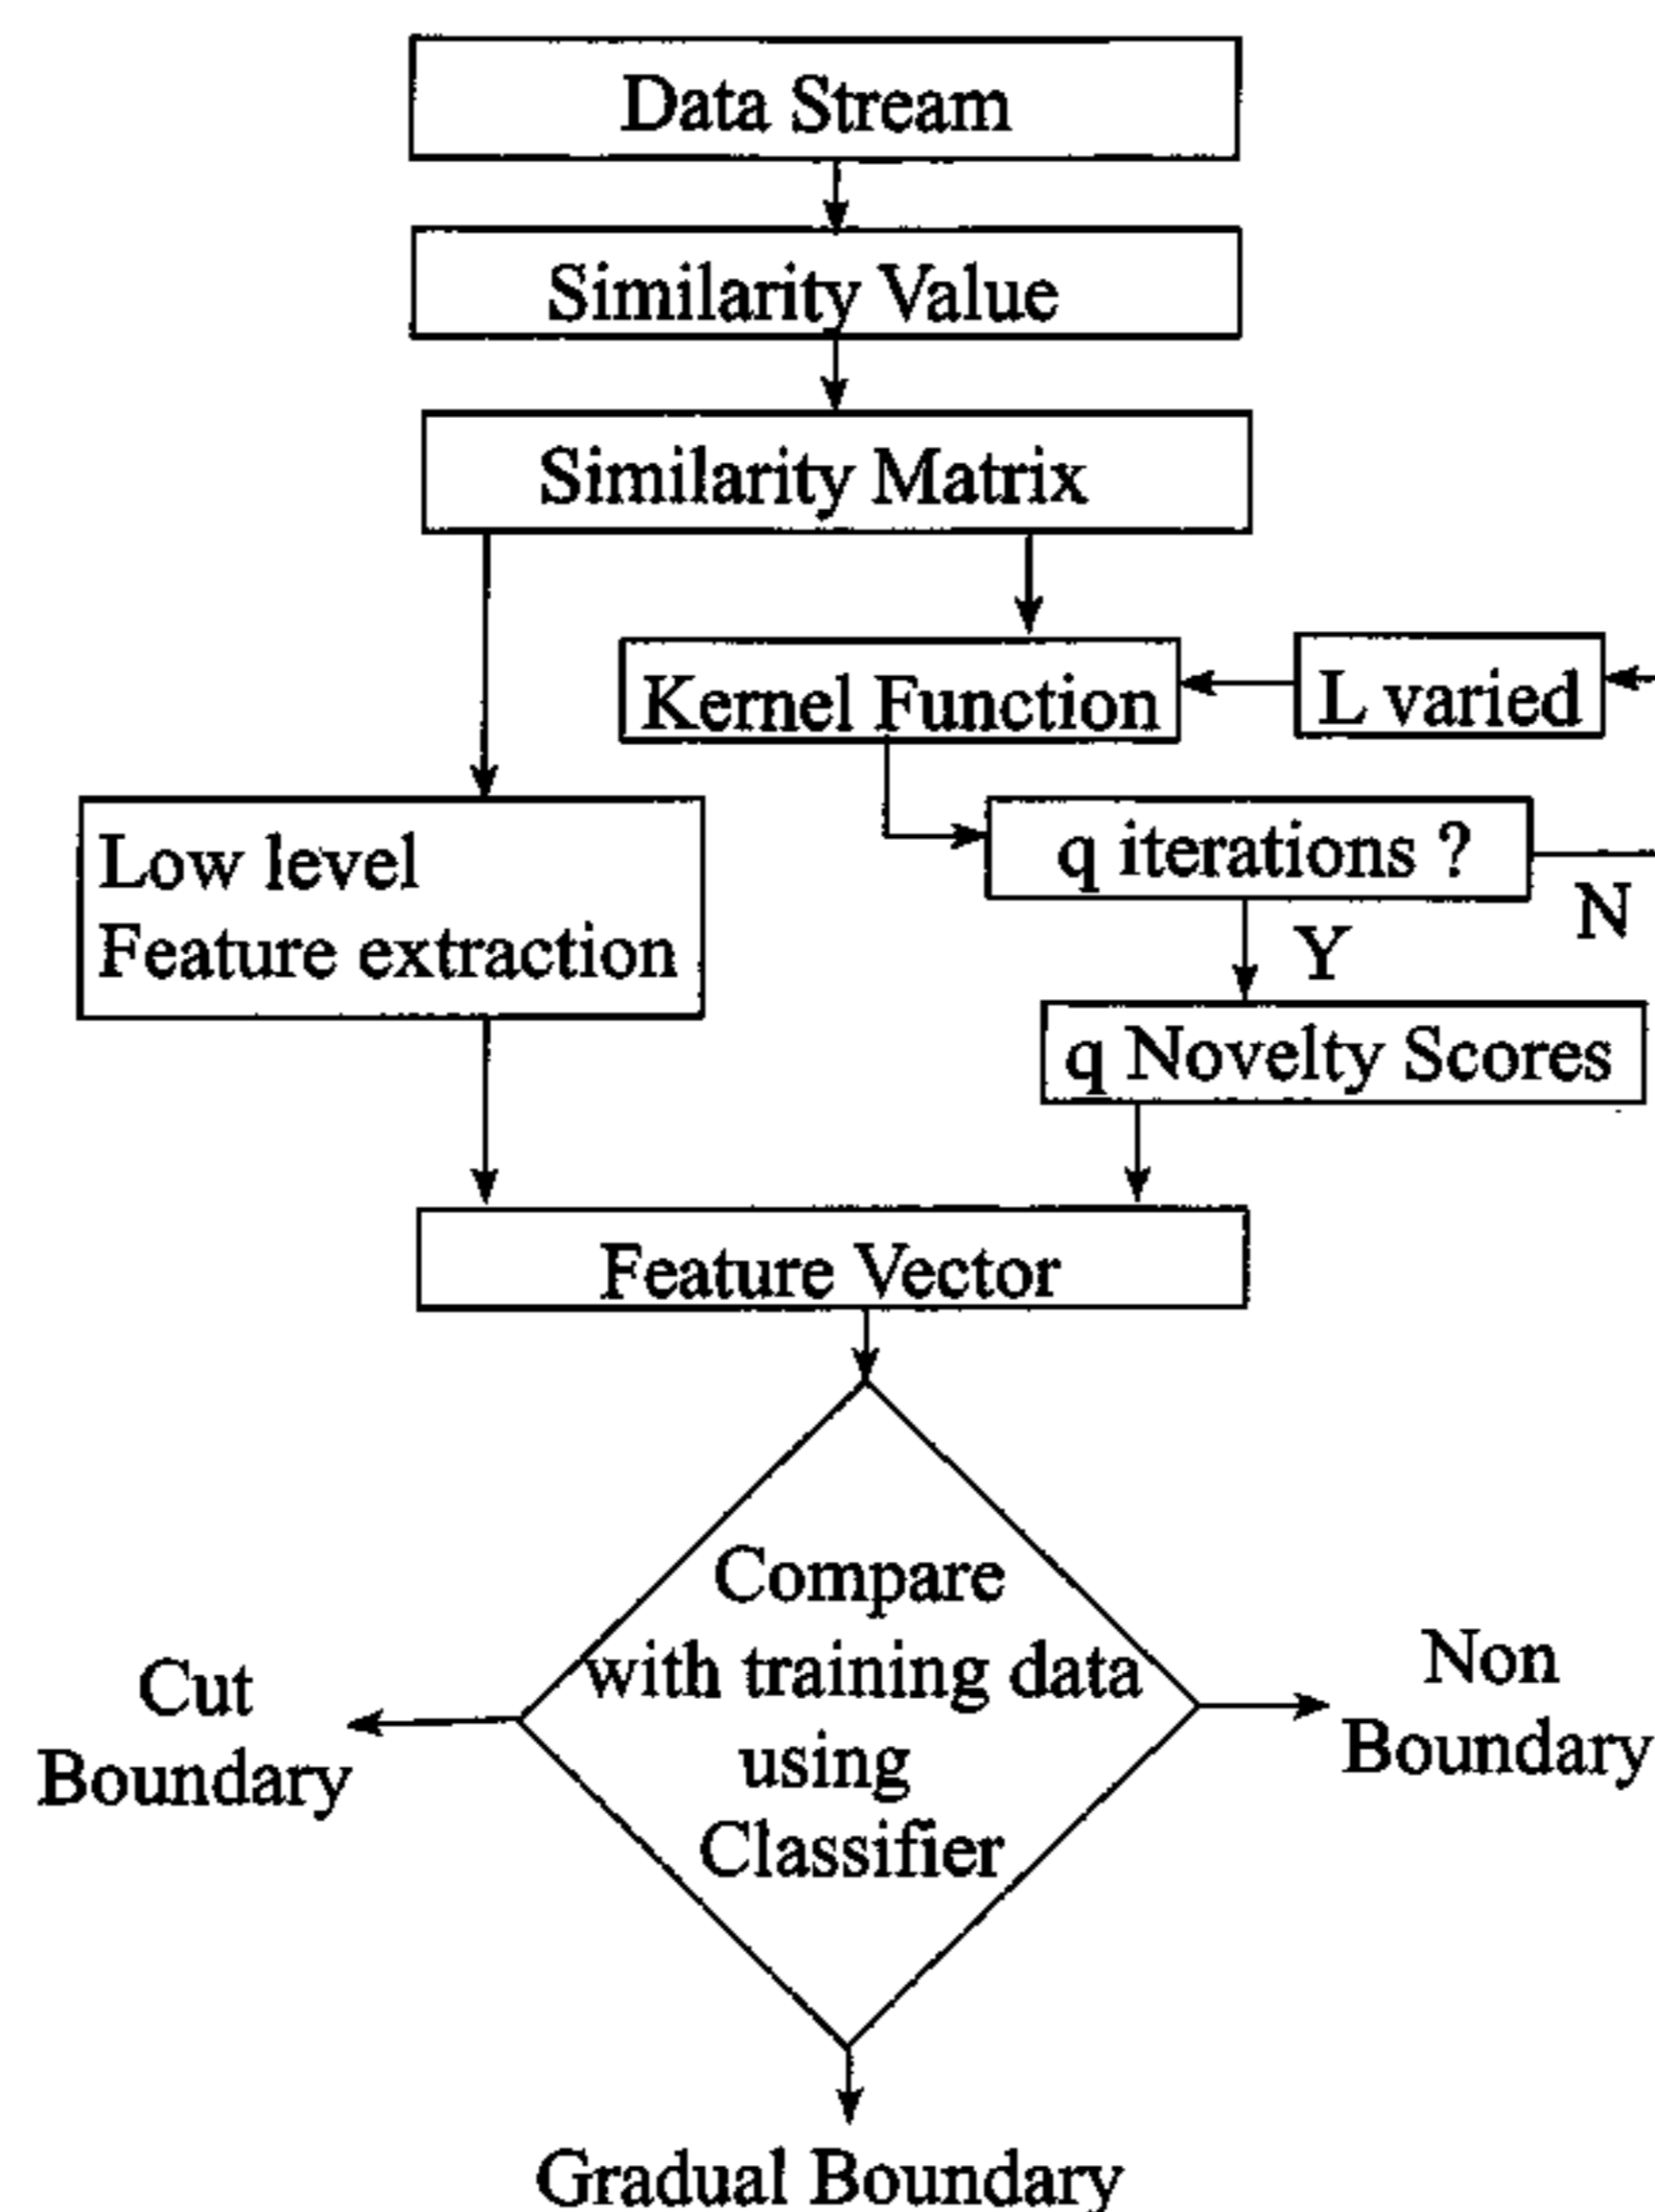 Data Stream
Similarity Value
Similarity Matrix
Kernel Function
L varied
Low level
Feature extraction
q iterations ?
N
Y
q Novelty Scores
Feature Vector
Compare
with training data
using
Classifier
Cut
Boundary
Non
Boundary
Gradual Boundary